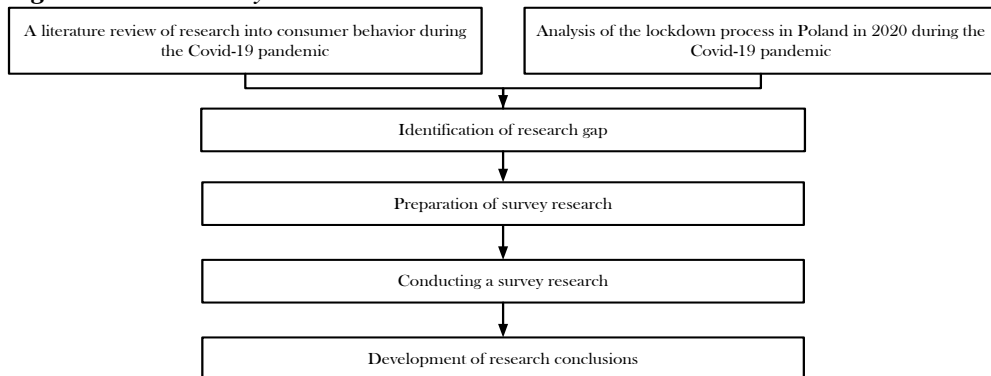 A literature review of research into consumer behavior during
the Covid-19 pandemic
Analysis of the lockdown process in Poland in 2020 during the
Covid-19 pandemic
Identification of research gap
Preparation of survey research
Conducting a survey research
Development of research conclusions